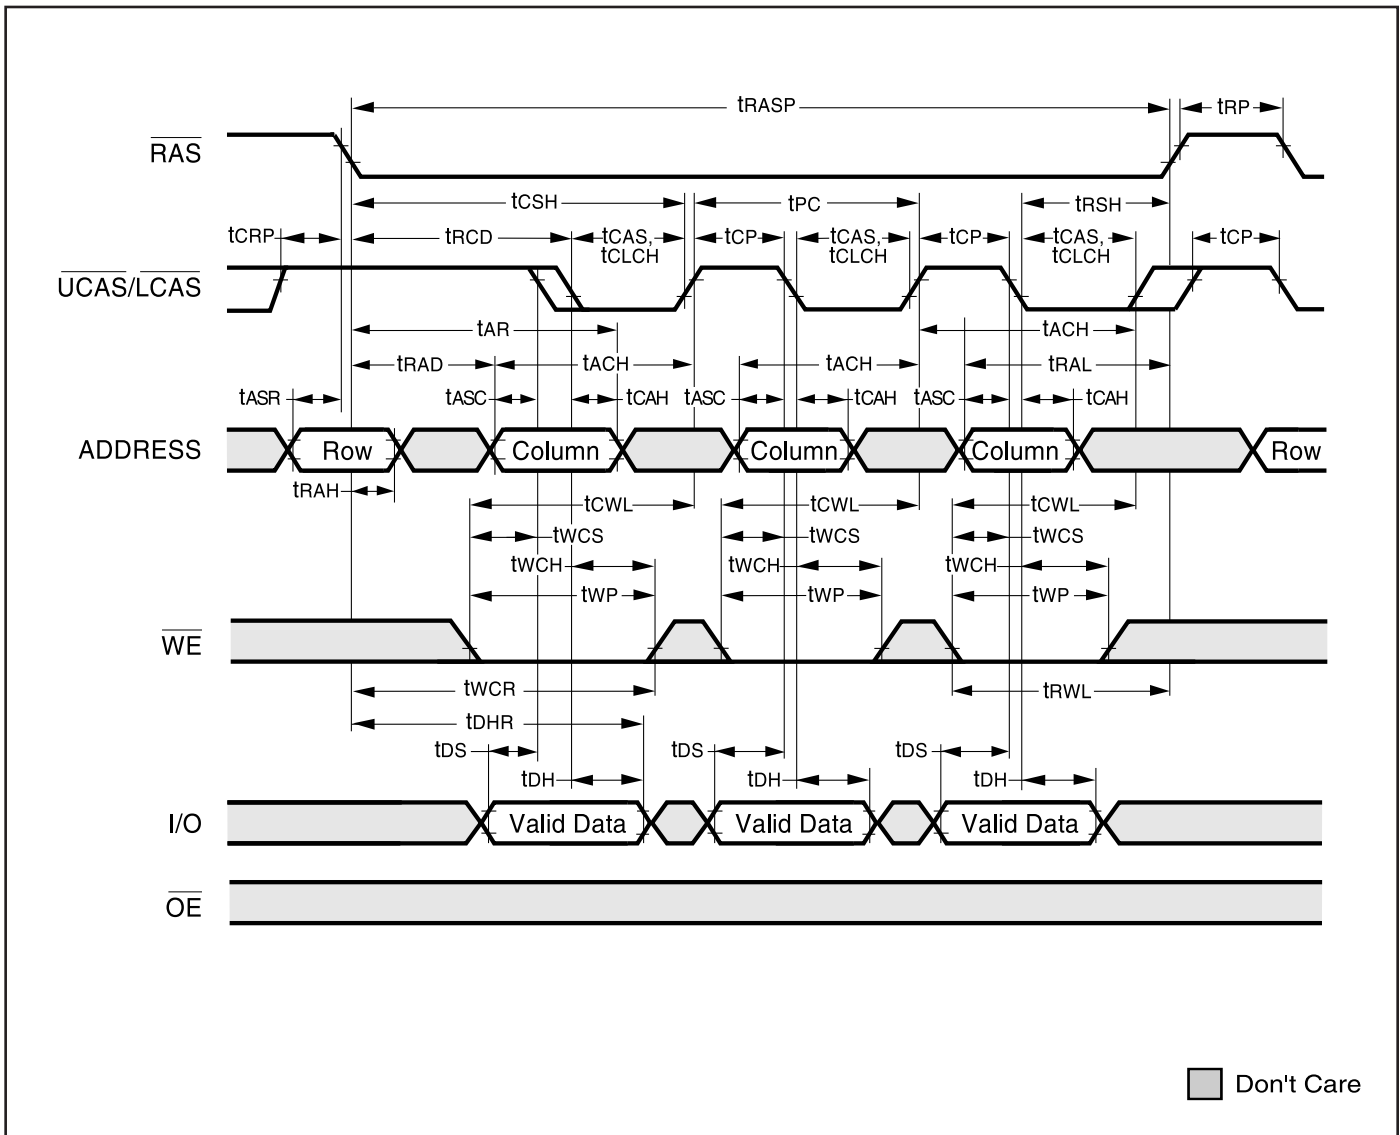 tRASP tRP
RAS
tCSH tPC tRSH
tCRP tRCD tCAS, tCP tCAS, tCP tCAS, tCP
tCLCH tCLCH tCLCH
UCAS/LCAS
tAR tACH
tRAD tACH tACH tRAL
tASR tASC tCAH tASC tCAH tASC tCAH
ADDRESS Row Column Column Column Row
tRAH
tCWL tCWL tCWL
tWCS tWCS tWCS
tWCH tWCH tWCH
tWP tWP tWP
WE
tWCR tRWL
tDHR
tDS tDS tDS
tDH tDH tDH
I/O Valid Data Valid Data Valid Data
OE
Don't Care